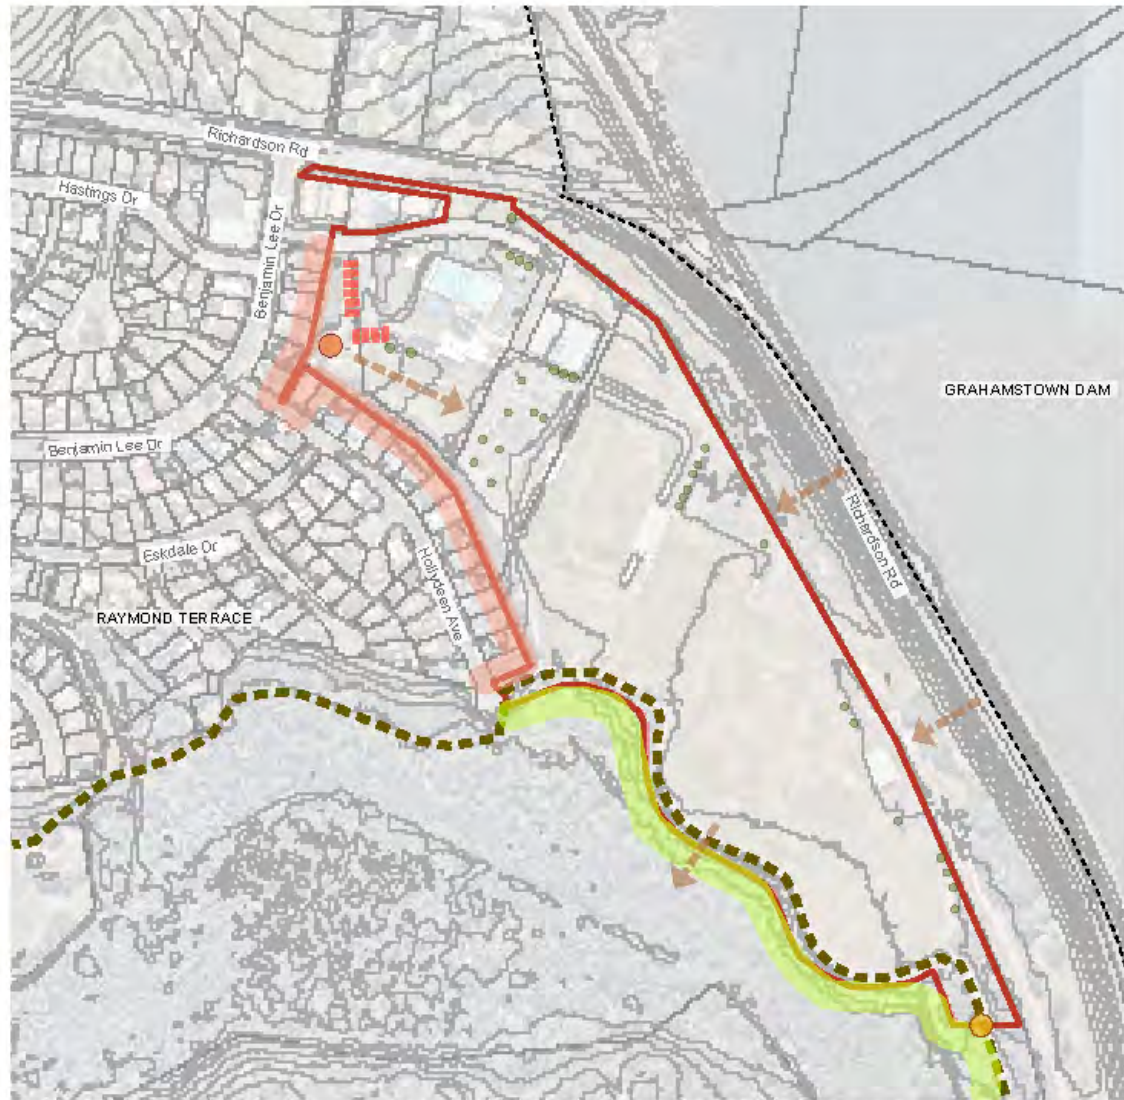 Richardson Rd
Hastings Dr
Benjamin Lee Dr
GRAHAMSTOWN DAM
Benjamin Lee Dr
Richardson Rd
Eskdale Dr
Hollydeen Ave
RAYMOND TERRACE